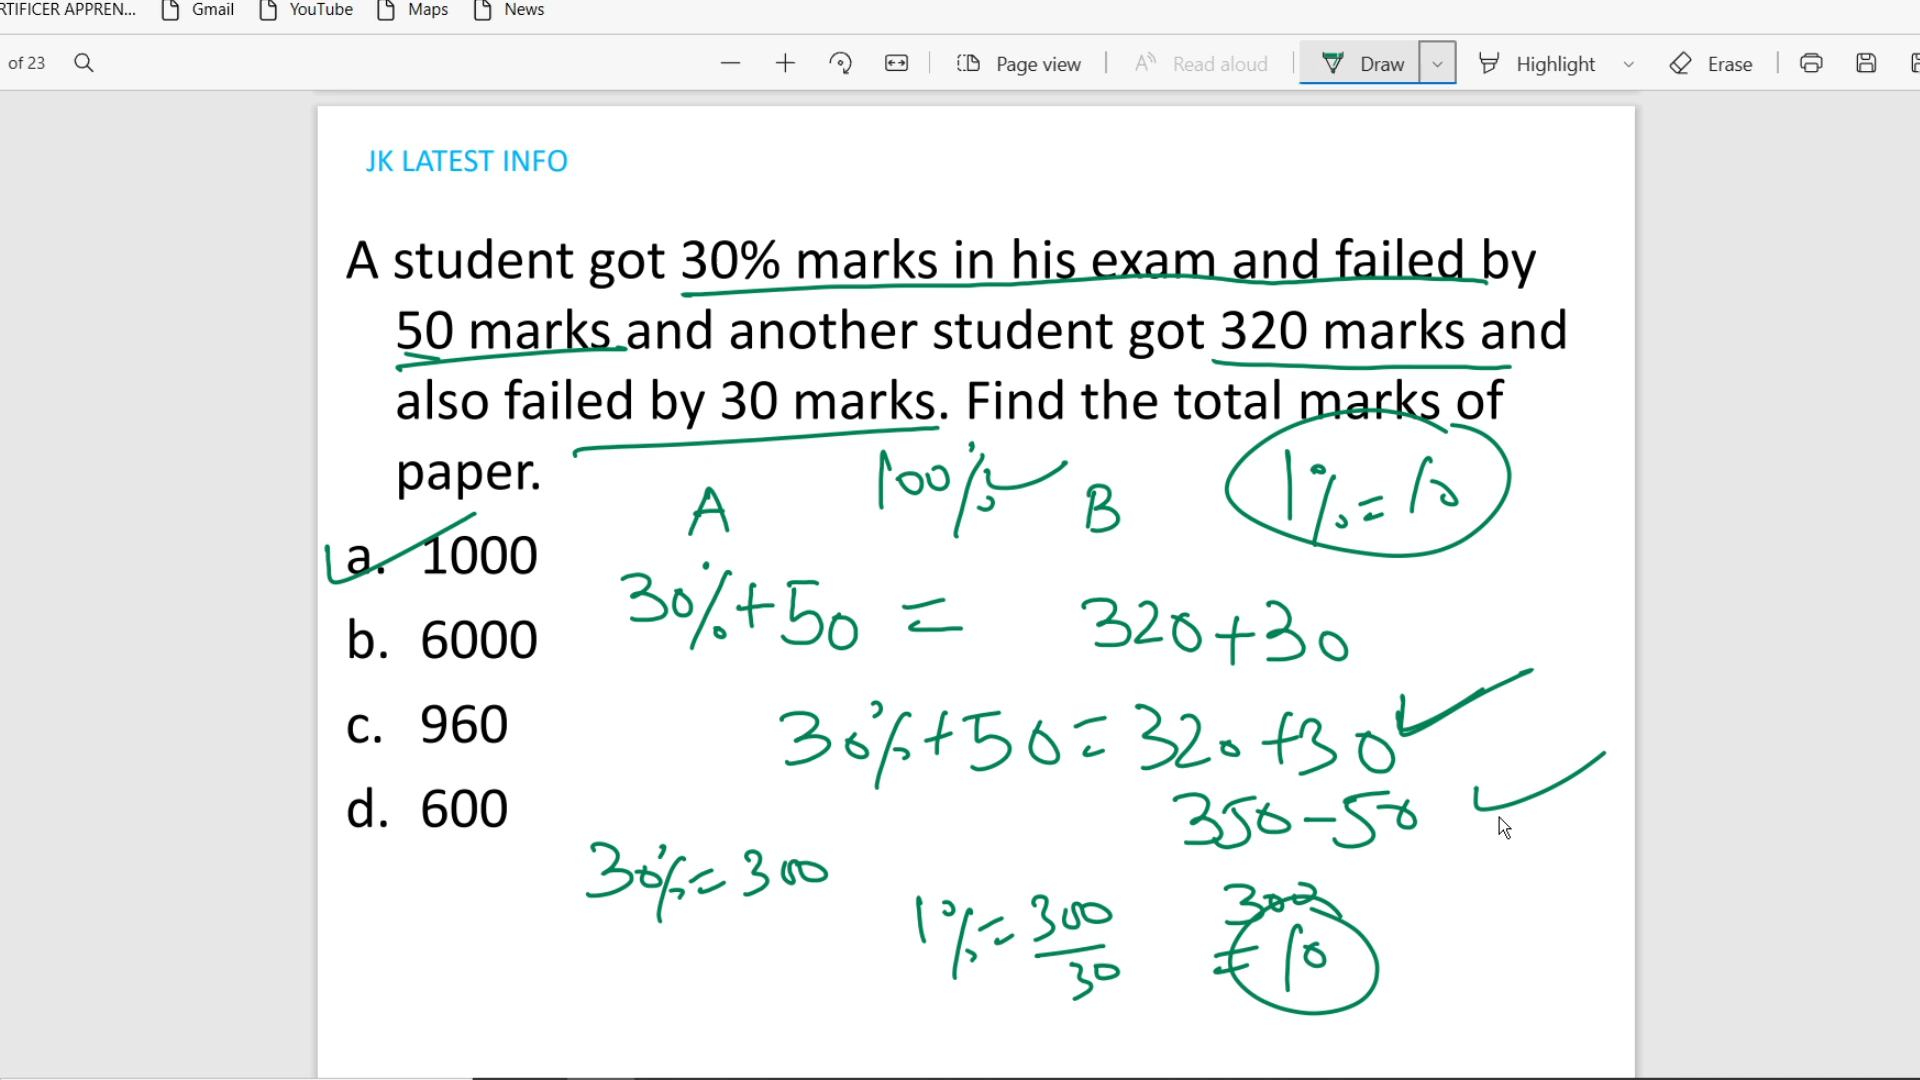 RTIFICER APPREN... Gmail YouTube Maps News
of 23 Page view Read aloud Draw Highlight Erase
JK LATEST INFO
A student got 30% marks in his exam and failed by
50 marks and another student got 320 marks and
also failed by 30 marks. Find the total marks of
paper.
100%
1% = 10
A B
a. 1000
30% + 50 = 320 + 30
b. 6000
30% + 50 = 320 + 30
c. 960
350 - 50
d. 600
30% = 300
300
1% = 300
30
= 10